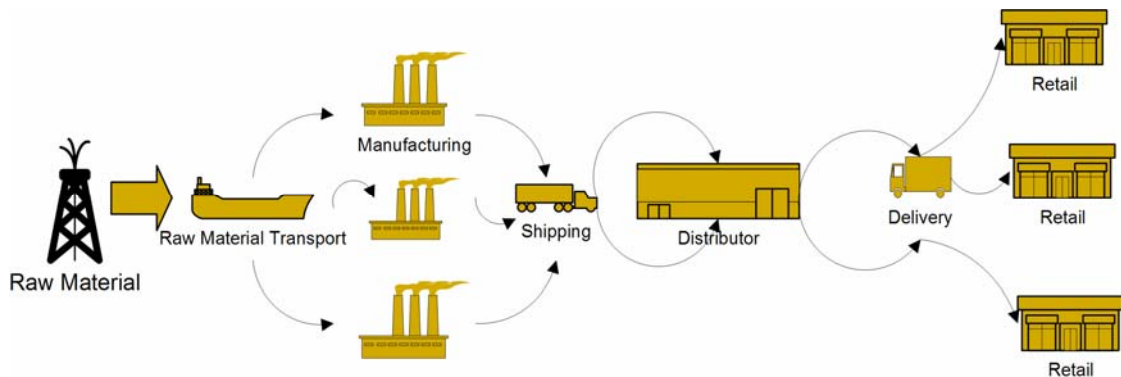 Raw Material
Raw Material Transport
Manufacturing
Shipping
Distributor
Delivery
Retail
Retail
Retail